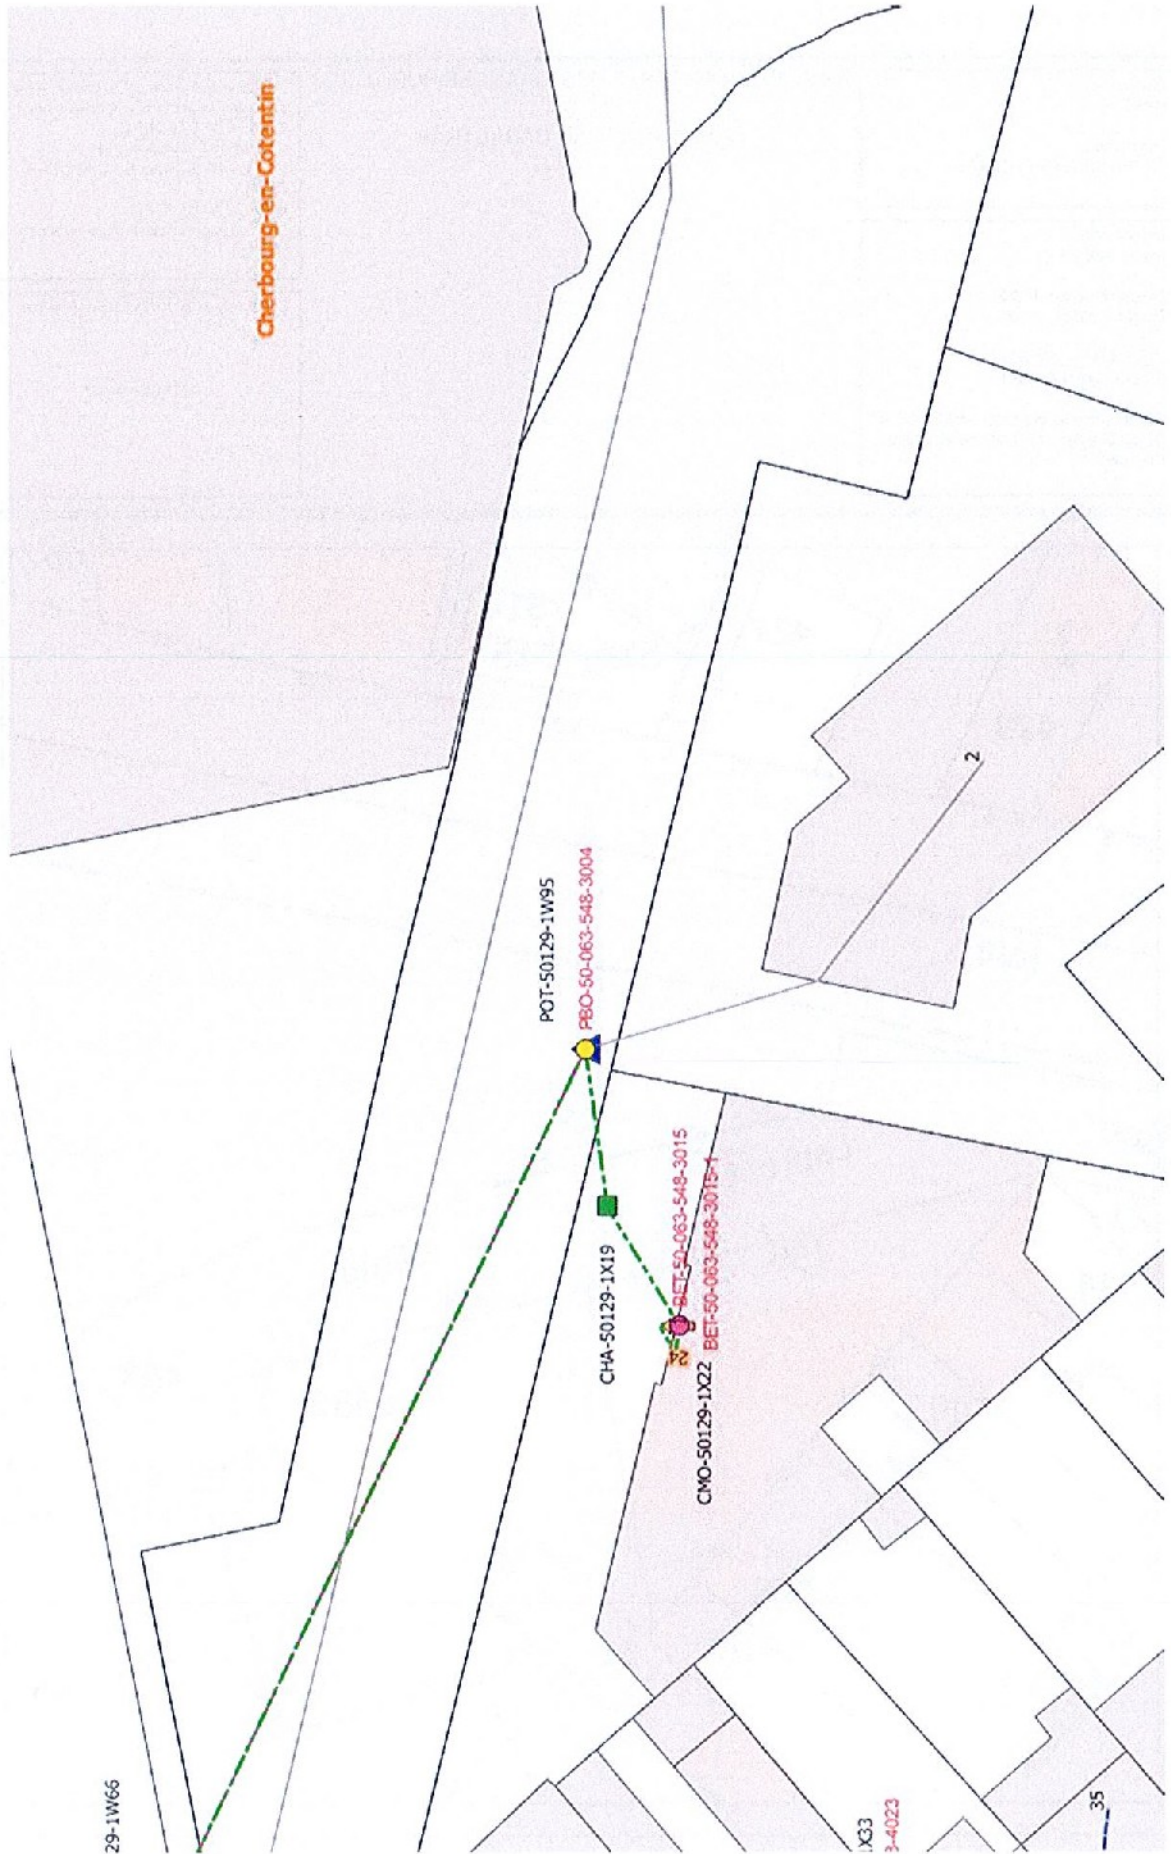 Cherbourg-en-Cotentin
POT-50129-1W95
PBO-50-063-548-3004
2
CHA-50129-1X19
BET-50-063-548-3015
BET-50-063-548-3015-1
24
CMO-50129-1X22
29-1W66
1X33
3-4023
35